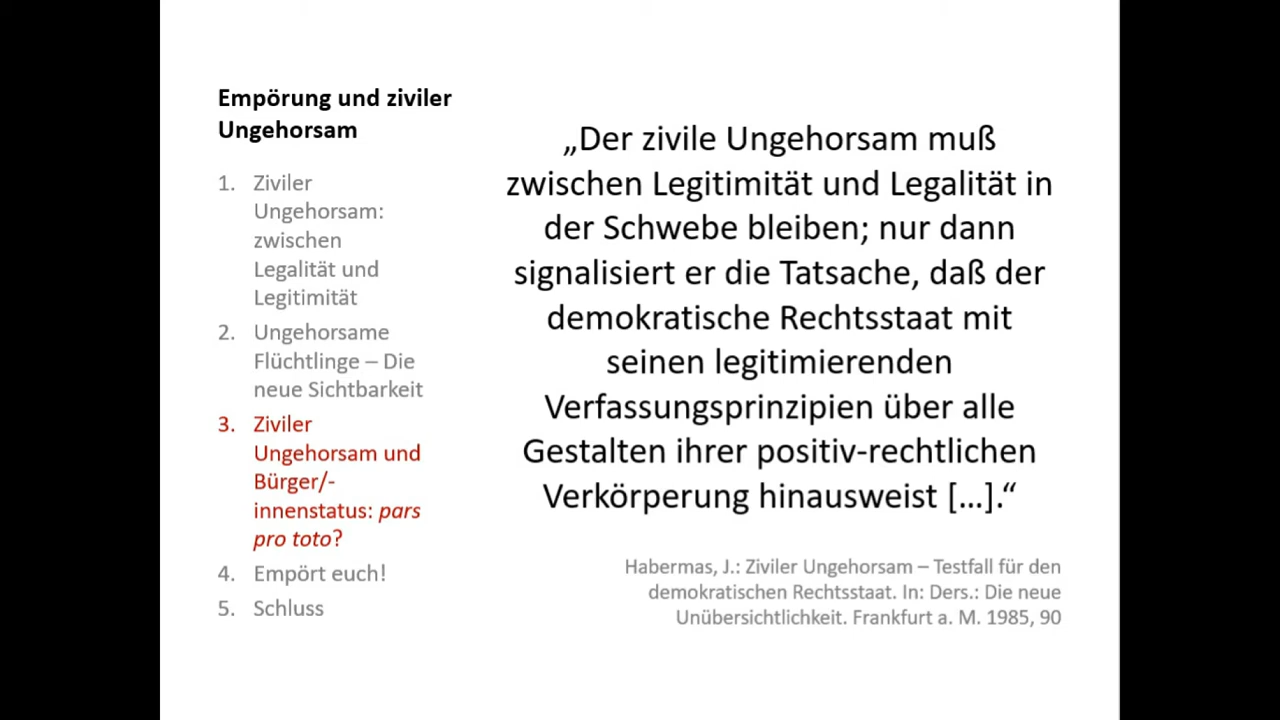 Empörung und ziviler
Ungehorsam
1. Ziviler
Ungehorsam:
zwischen
Legalität und
Legitimität
2. Ungehorsame
Flüchtlinge – Die
neue Sichtbarkeit
3. Ziviler
Ungehorsam und
Bürger/-
innenstatus: pars
pro toto?
4. Empört euch!
5. Schluss
„Der zivile Ungehorsam muß
zwischen Legitimität und Legalität in
der Schwebe bleiben; nur dann
signalisiert er die Tatsache, daß der
demokratische Rechtsstaat mit
seinen legitimierenden
Verfassungsprinzipien über alle
Gestalten ihrer positiv-rechtlichen
Verkörperung hinausweist […].“
Habermas, J.: Ziviler Ungehorsam – Testfall für den
demokratischen Rechtsstaat. In: Ders.: Die neue
Unübersichtlichkeit. Frankfurt a. M. 1985, 90